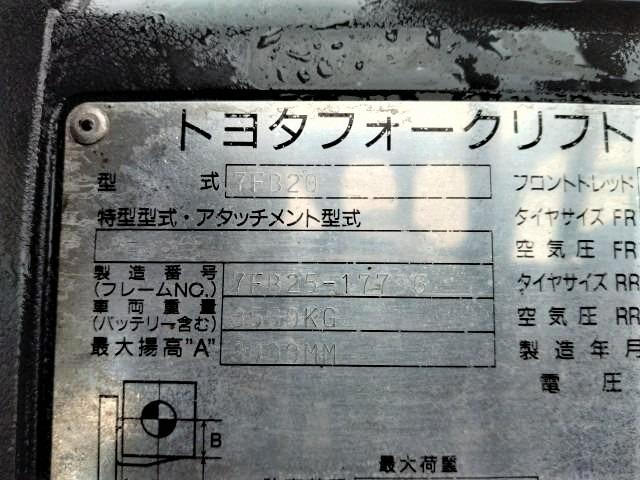 トヨタフォークリフト
型 式 7FB20 フロントトレッド
特型型式・アタッチメント型式 タイヤサイズ FR
空気圧 FR
製造番号 タイヤサイズ RR
(フレームNO.)
車両重量 KG 空気圧 RR
(バッテリー含む)
最大揚高"A" 3000MM 製造年月
電圧
B
最大荷重